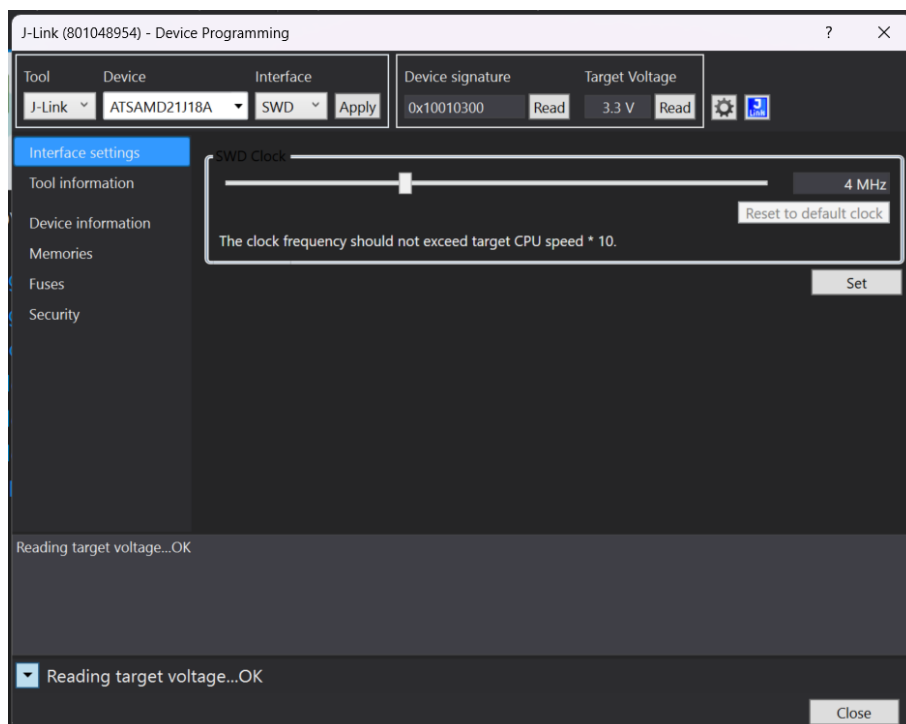 J-Link (801048954) - Device Programming
Tool Device Interface Device signature Target Voltage
J-Link ATSAMD21J18A SWD Apply 0x10010300 Read 3.3 V Read
Interface settings
Tool information
Device information
Memories
Fuses
Security
SWD Clock
4 MHz
Reset to default clock
The clock frequency should not exceed target CPU speed * 10.
Set
Reading target voltage...OK
Reading target voltage...OK
Close